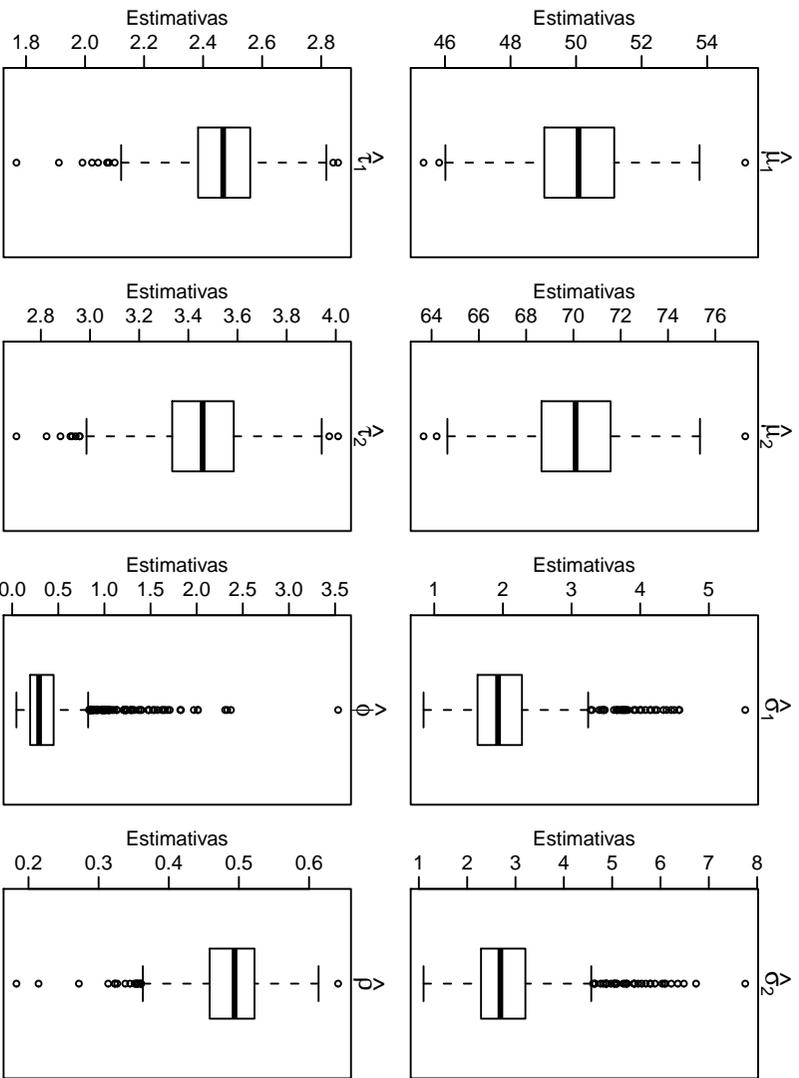 Estimativas
1.8 2.0 2.2 2.4 2.6 2.8
τ̂1
Estimativas
46 48 50 52 54
μ̂1
Estimativas
2.8 3.0 3.2 3.4 3.6 3.8 4.0
τ̂2
Estimativas
64 66 68 70 72 74 76
μ̂2
Estimativas
0.0 0.5 1.0 1.5 2.0 2.5 3.0 3.5
ϕ̂
Estimativas
1 2 3 4 5
σ̂1
Estimativas
0.2 0.3 0.4 0.5 0.6
ρ̂
Estimativas
1 2 3 4 5 6 7 8
σ̂2